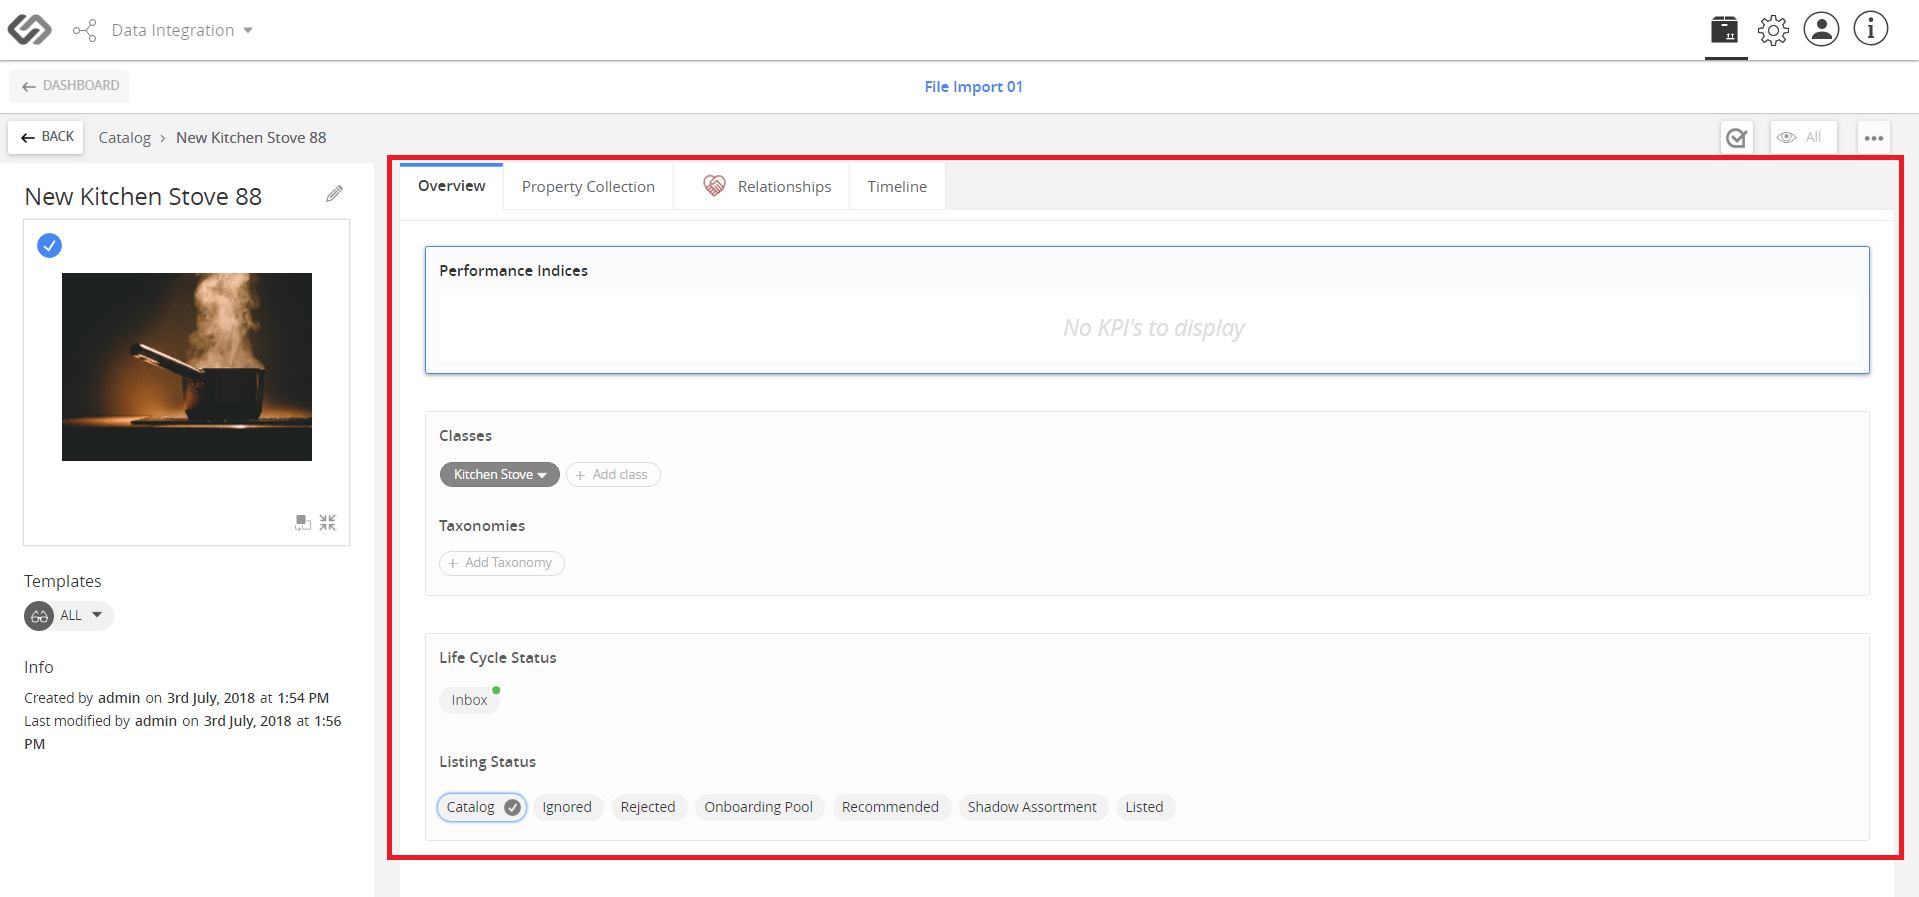 Data Integration
DASHBOARD
File Import 01
BACK
Catalog › New Kitchen Stove 88
All
New Kitchen Stove 88
Templates
ALL
Info
Created by admin on 3rd July, 2018 at 1:54 PM
Last modified by admin on 3rd July, 2018 at 1:56
PM
Overview
Property Collection
Relationships
Timeline
Performance Indices
No KPI's to display
Classes
Kitchen Stove
+ Add class
Taxonomies
+ Add Taxonomy
Life Cycle Status
Inbox
Listing Status
Catalog
Ignored
Rejected
Onboarding Pool
Recommended
Shadow Assortment
Listed